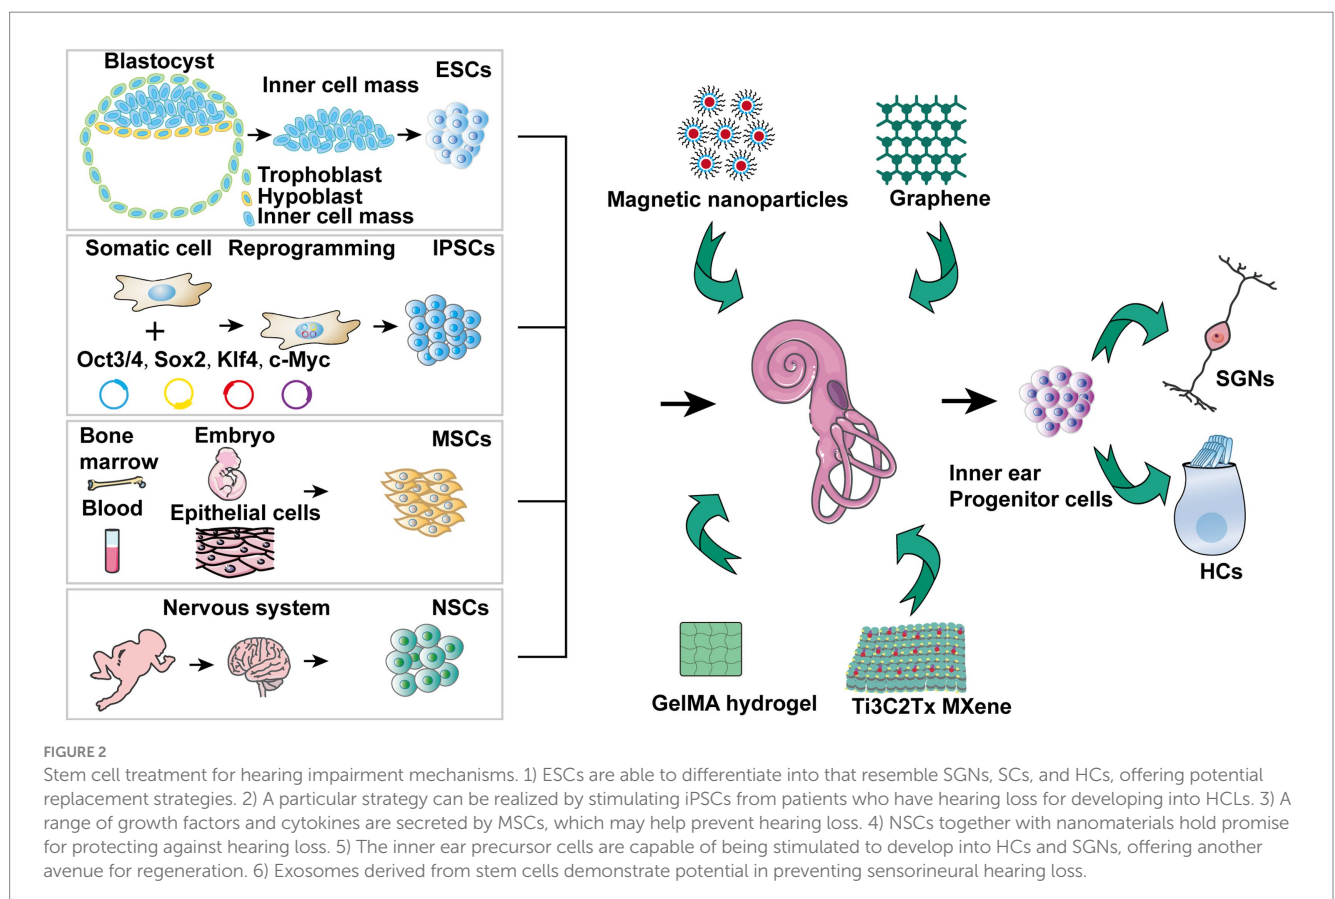 Blastocyst
ESCs
Inner cell mass
Trophoblast
Hypoblast
Inner cell mass
Somatic cell
Reprogramming
IPSCs
+
Oct3/4, Sox2, Klf4, c-Myc
Bone
marrow
Embryo
MSCs
Blood
Epithelial cells
Nervous system
NSCs
Magnetic nanoparticles
Graphene
SGNs
Inner ear
Progenitor cells
HCs
GelMA hydrogel
Ti3C2Tx MXene
FIGURE 2
Stem cell treatment for hearing impairment mechanisms. 1) ESCs are able to differentiate into that resemble SGNs, SCs, and HCs, offering potential
replacement strategies. 2) A particular strategy can be realized by stimulating iPSCs from patients who have hearing loss for developing into HCLs. 3) A
range of growth factors and cytokines are secreted by MSCs, which may help prevent hearing loss. 4) NSCs together with nanomaterials hold promise
for protecting against hearing loss. 5) The inner ear precursor cells are capable of being stimulated to develop into HCs and SGNs, offering another
avenue for regeneration. 6) Exosomes derived from stem cells demonstrate potential in preventing sensorineural hearing loss.